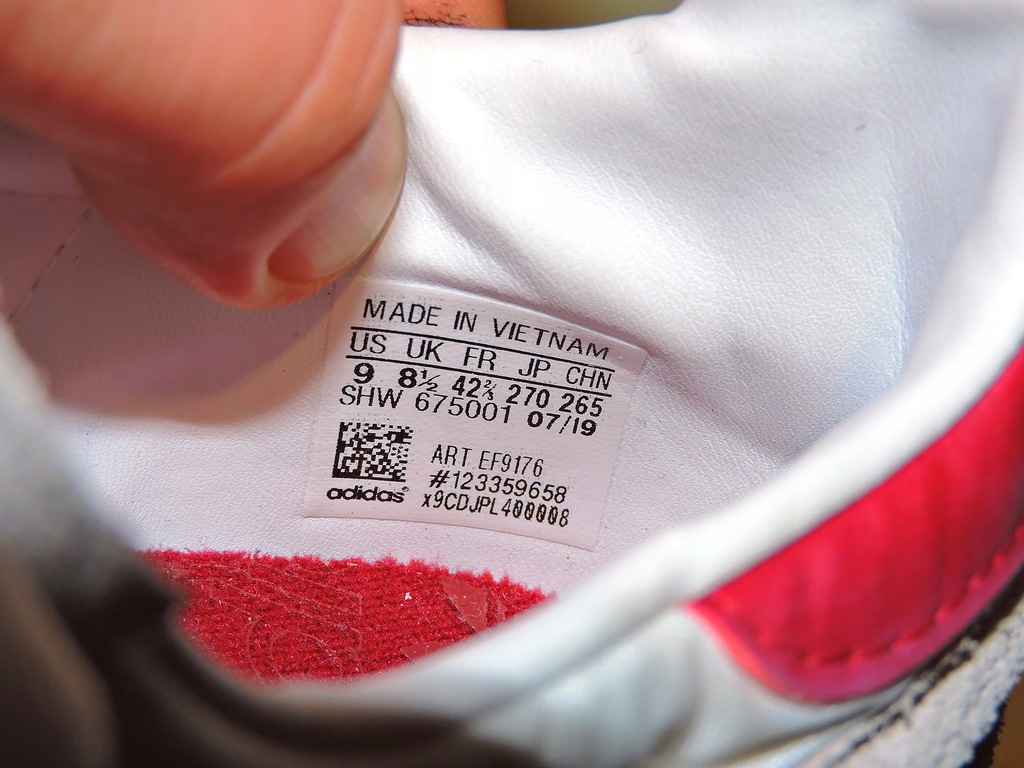 MADE IN VIETNAM
US UK FR JP CHN
9 8½ 42⅔ 270 265
SHW 675001 07/19
ART EF9176
#123359658
adidas® x9CDJPL400008